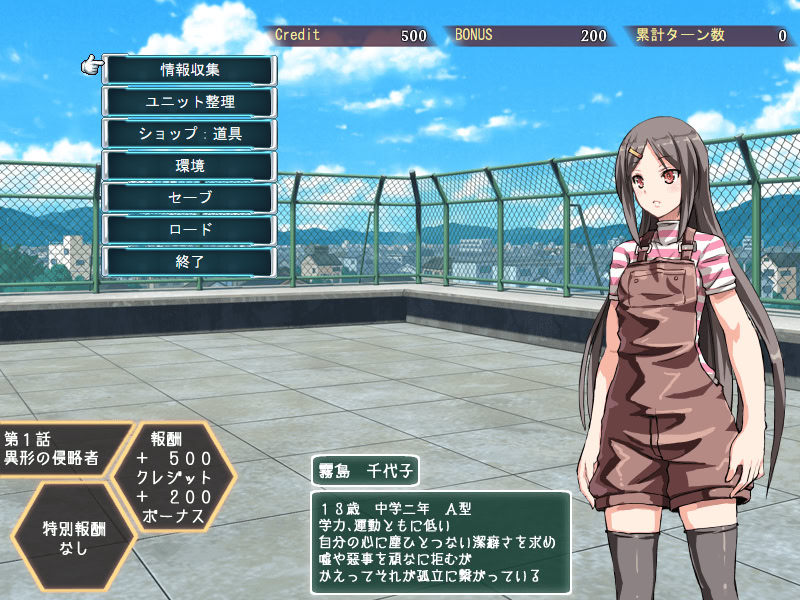 Credit 500 BONUS 200 累計ターン数 0
情報収集
ユニット整理
ショップ：道具
環境
セーブ
ロード
終了
第１話
異形の侵略者
報酬
＋ ５００
クレジット
＋ ２００
ボーナス
特別報酬
なし
霧島　千代子
１３歳　中学二年　Ａ型
学力、運動ともに低い
自分の心に塵ひとつない潔癖さを求め
嘘や悪事を頑なに拒むが
かえってそれが孤立に繋がっている